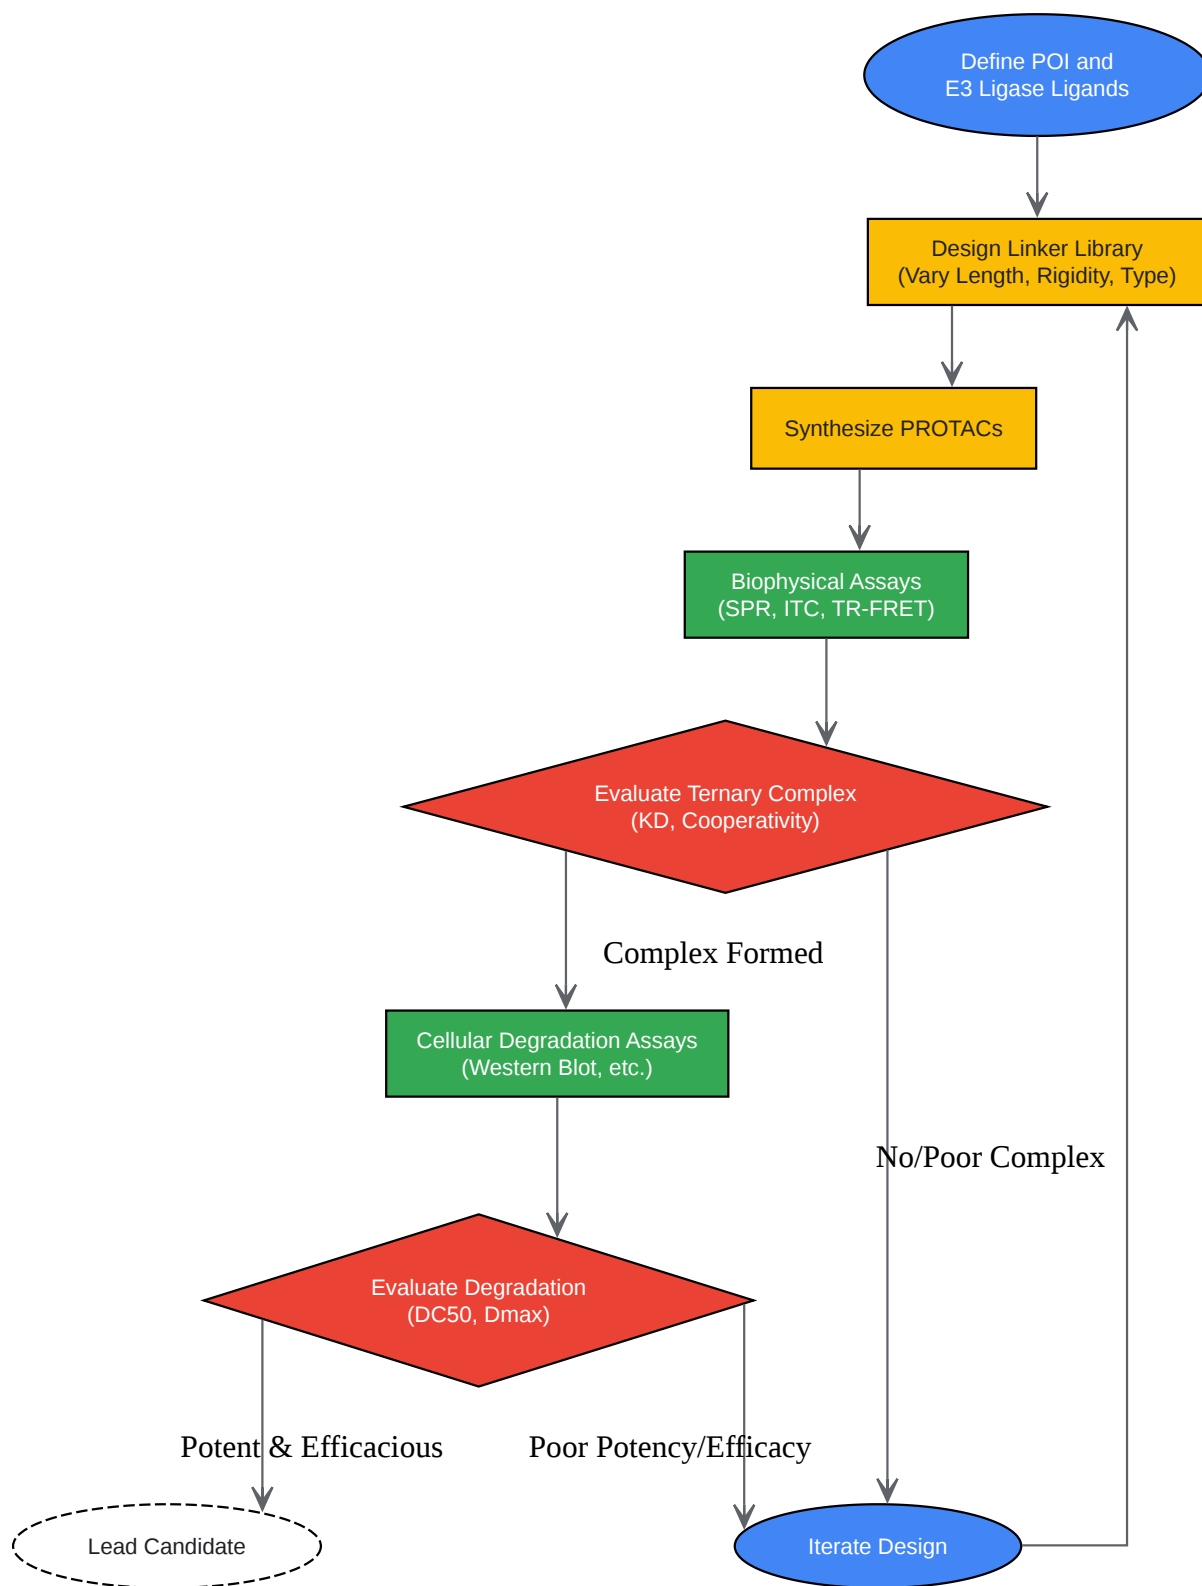 Define POI and
E3 Ligase Ligands
Design Linker Library
(Vary Length, Rigidity, Type)
Synthesize PROTACs
Biophysical Assays
(SPR, ITC, TR-FRET)
Evaluate Ternary Complex
(KD, Cooperativity)
Complex Formed
Cellular Degradation Assays
(Western Blot, etc.)
No/Poor Complex
Evaluate Degradation
(DC50, Dmax)
Potent & Efficacious
Poor Potency/Efficacy
Lead Candidate
Iterate Design